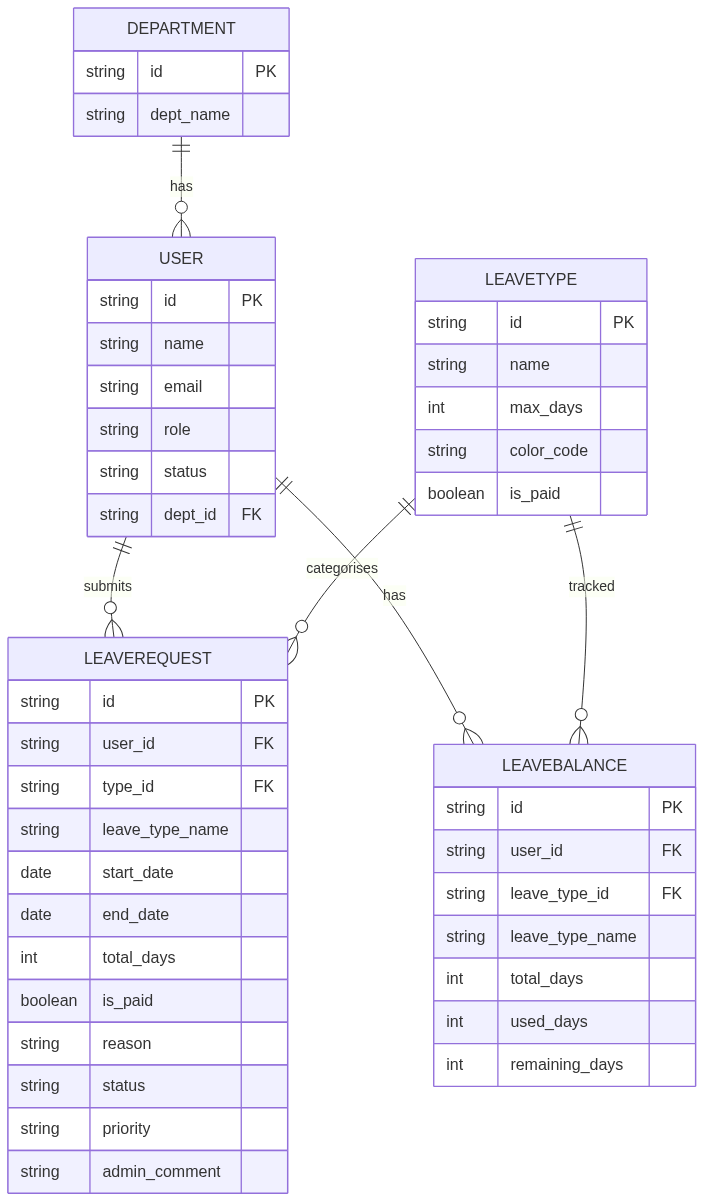 DEPARTMENT
string id PK
string dept_name
has
USER
string id PK
string name
string email
string role
string status
string dept_id FK
LEAVETYPE
string id PK
string name
int max_days
string color_code
boolean is_paid
submits
categorises
has
tracked
LEAVEREQUEST
string id PK
string user_id FK
string type_id FK
string leave_type_name
date start_date
date end_date
int total_days
boolean is_paid
string reason
string status
string priority
string admin_comment
LEAVEBALANCE
string id PK
string user_id FK
string leave_type_id FK
string leave_type_name
int total_days
int used_days
int remaining_days